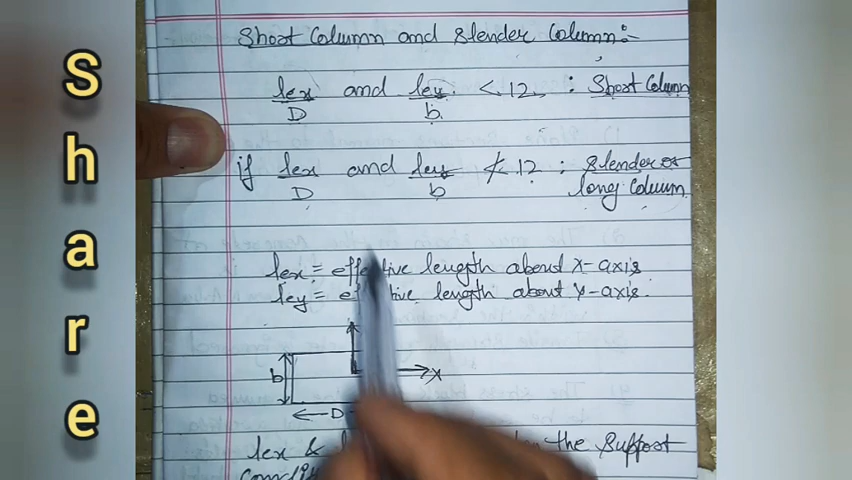 Share
Short Column and Slender Column:-
lex/D and ley/b < 12 : Short Column
if lex/D and ley/b ≮ 12 : Slender or
long Column
lex = effective length about x-axis
ley = effective length about y-axis.
b
x
D
lex & the Support